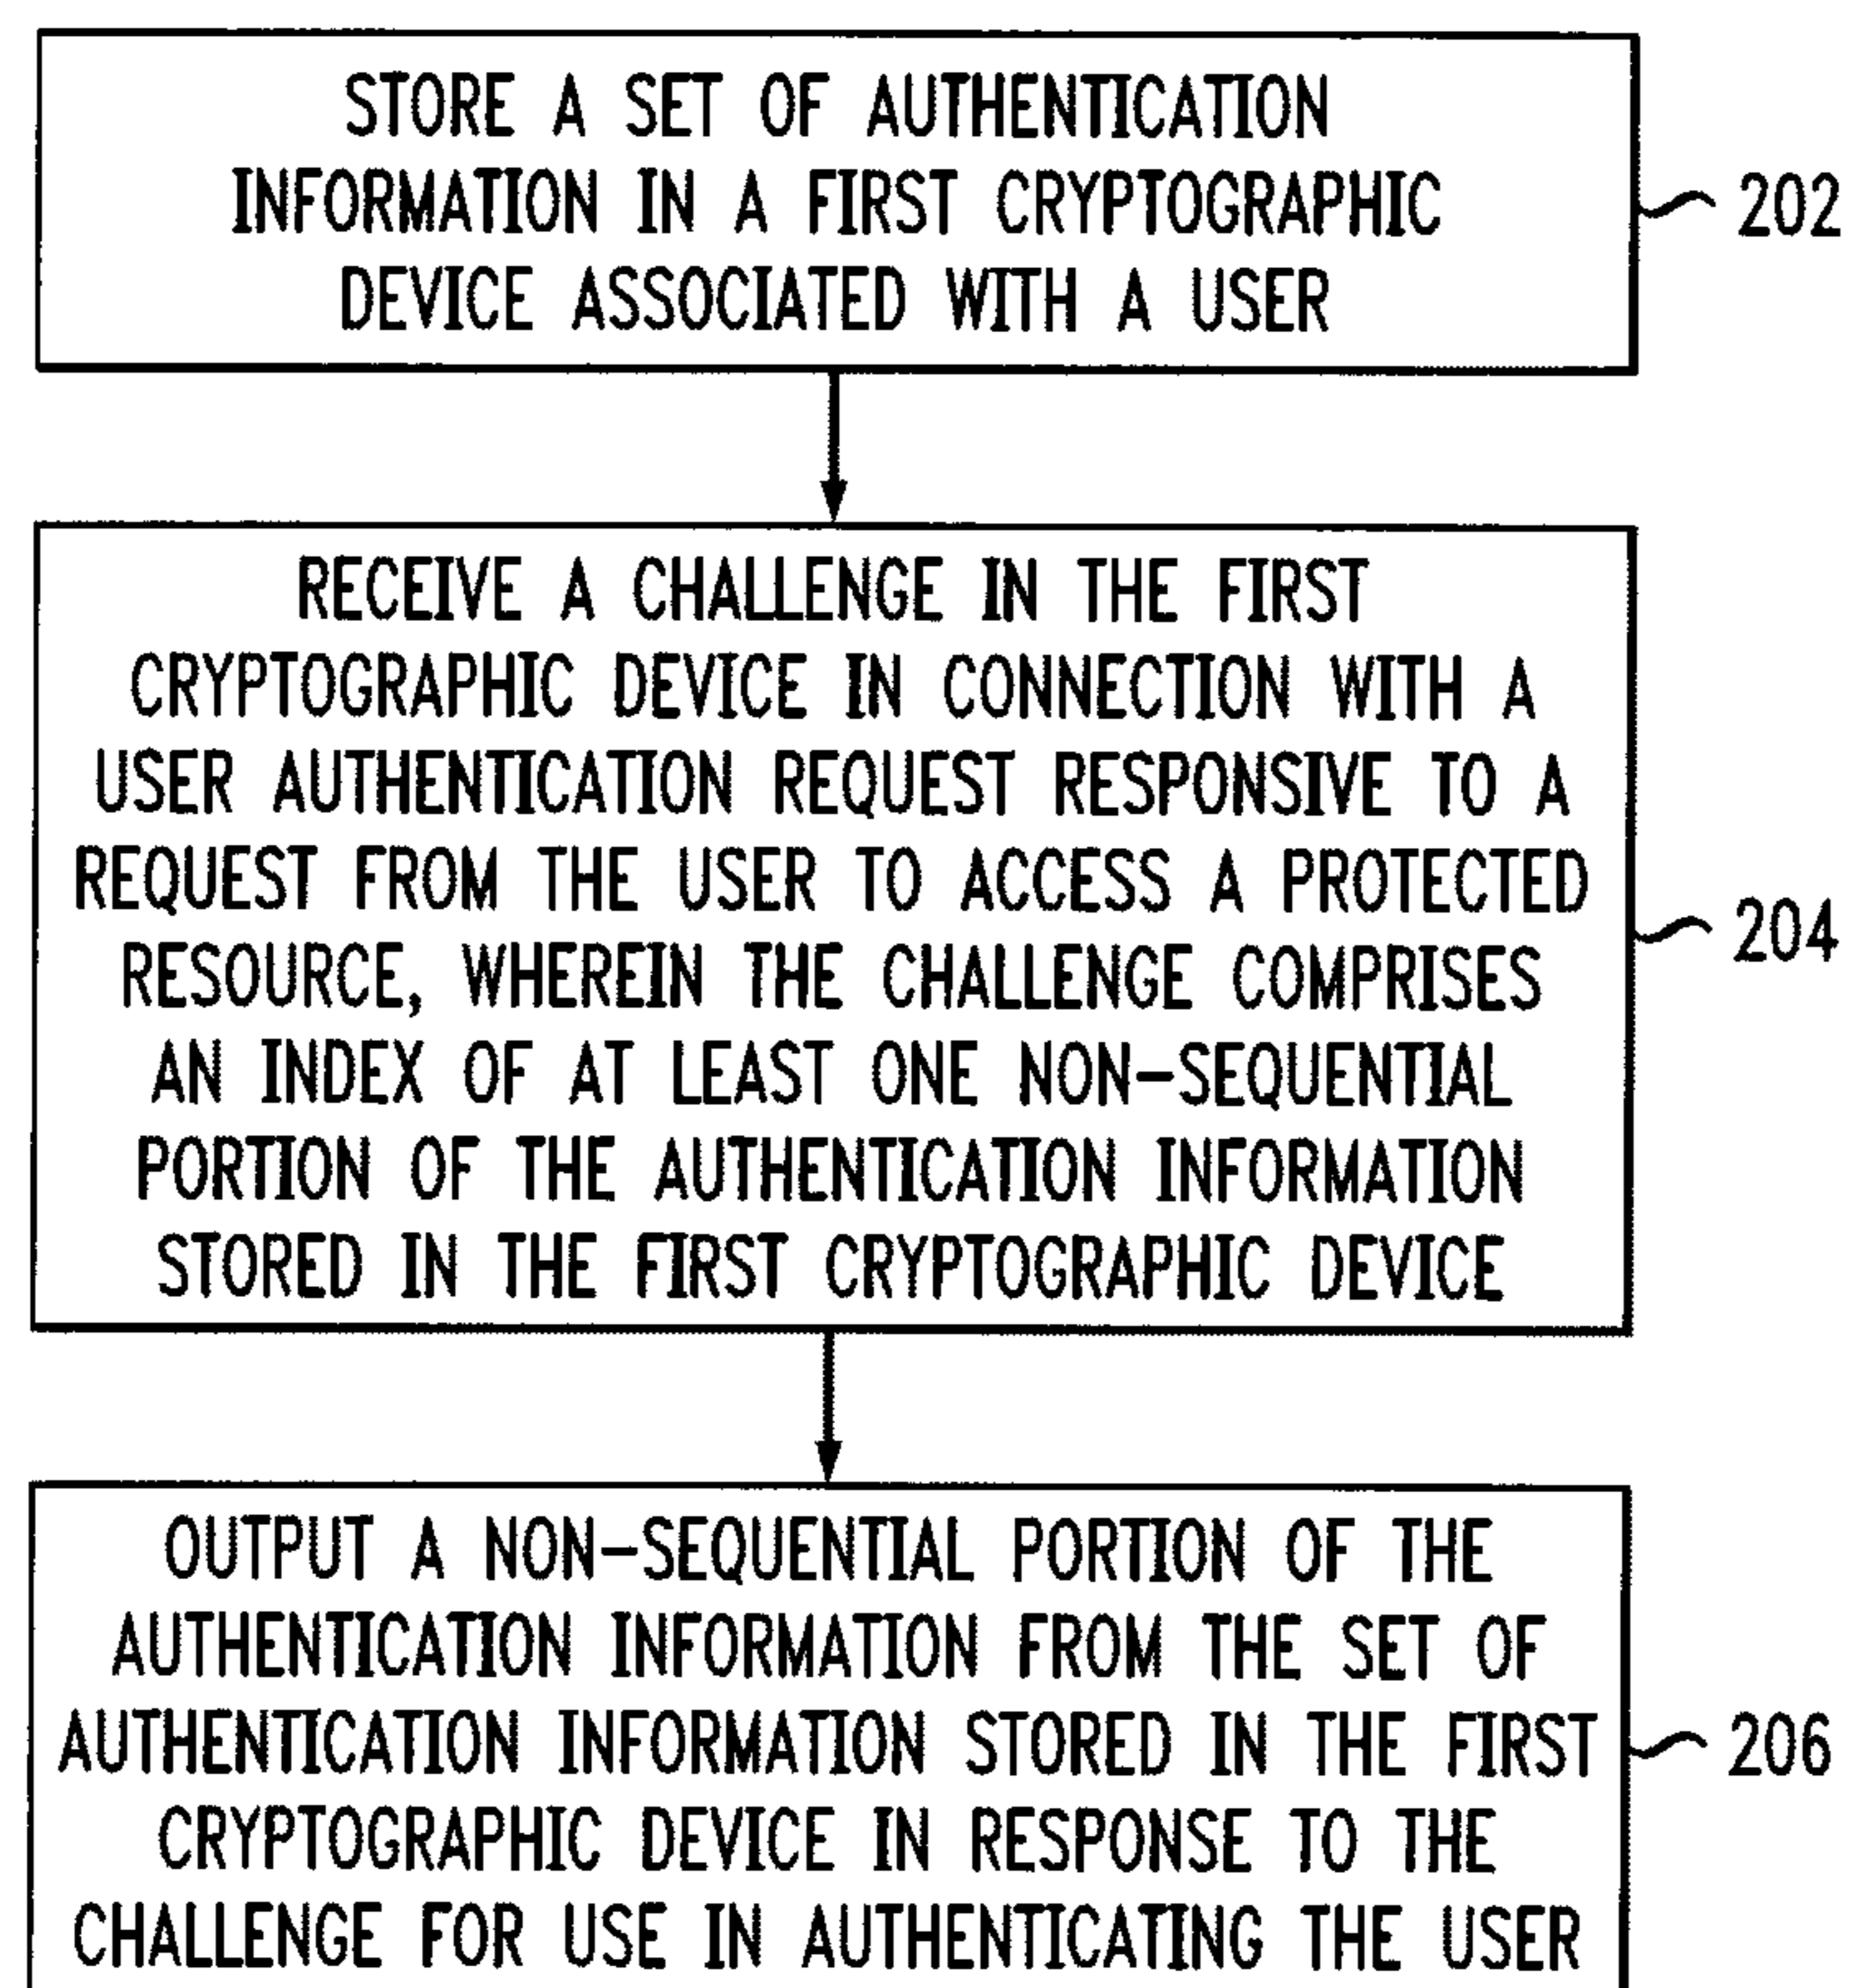 STORE A SET OF AUTHENTICATION
INFORMATION IN A FIRST CRYPTOGRAPHIC
DEVICE ASSOCIATED WITH A USER
202
RECEIVE A CHALLENGE IN THE FIRST
CRYPTOGRAPHIC DEVICE IN CONNECTION WITH A
USER AUTHENTICATION REQUEST RESPONSIVE TO A
REQUEST FROM THE USER TO ACCESS A PROTECTED
RESOURCE, WHEREIN THE CHALLENGE COMPRISES
AN INDEX OF AT LEAST ONE NON-SEQUENTIAL
PORTION OF THE AUTHENTICATION INFORMATION
STORED IN THE FIRST CRYPTOGRAPHIC DEVICE
204
OUTPUT A NON-SEQUENTIAL PORTION OF THE
AUTHENTICATION INFORMATION FROM THE SET OF
AUTHENTICATION INFORMATION STORED IN THE FIRST
CRYPTOGRAPHIC DEVICE IN RESPONSE TO THE
CHALLENGE FOR USE IN AUTHENTICATING THE USER
206